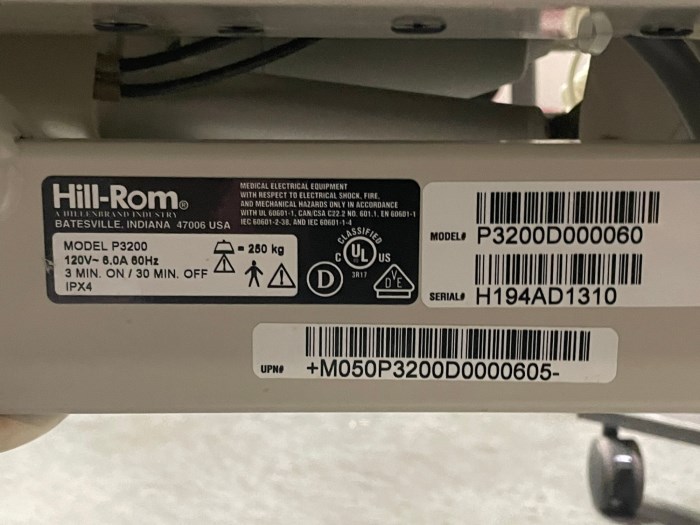 Hill-Rom®
A HILLENBRAND INDUSTRY
BATESVILLE, INDIANA 47006 USA
MEDICAL ELECTRICAL EQUIPMENT
WITH RESPECT TO ELECTRICAL SHOCK, FIRE,
AND MECHANICAL HAZARDS ONLY IN ACCORDANCE
WITH UL 60601-1, CAN/CSA C22.2 NO. 601.1, EN 60601-1
IEC 60601-2-38, AND IEC 60601-1-4
MODEL P3200
120V~ 6.0A 60Hz
3 MIN. ON / 30 MIN. OFF
IPX4
= 250 kg
CLASSIFIED
C UL US
®
3R17
D
DVE
MODEL# P3200D000060
SERIAL# H194AD1310
UPN# +M050P3200D0000605-